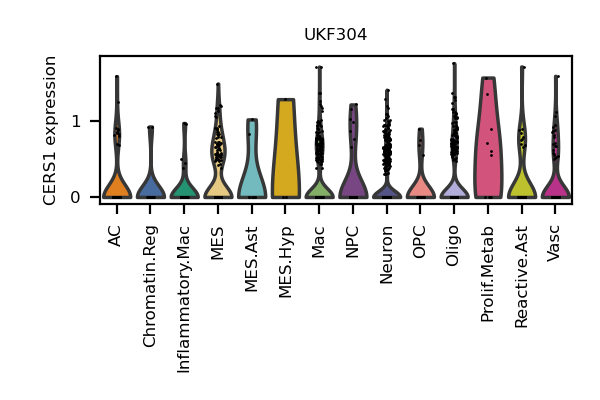 UKF304
CERS1 expression
1
0
AC
Chromatin.Reg
Inflammatory.Mac
MES
MES.Ast
MES.Hyp
Mac
NPC
Neuron
OPC
Oligo
Prolif.Metab
Reactive.Ast
Vasc